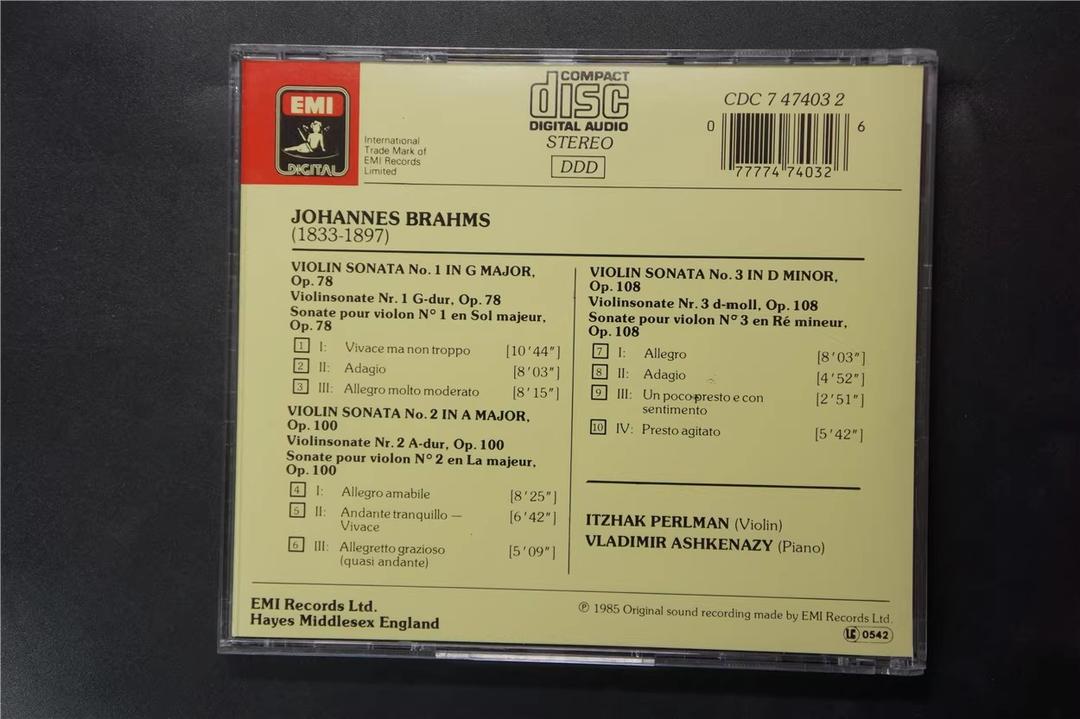 EMI
DIGITAL
International
Trade Mark of
EMI Records
Limited
COMPACT
disc
DIGITAL AUDIO
STEREO
DDD
CDC 7 47403 2
0 77774 74032 6
JOHANNES BRAHMS
(1833-1897)
VIOLIN SONATA No. 1 IN G MAJOR,
Op. 78
Violinsonate Nr. 1 G-dur, Op. 78
Sonate pour violon Nº 1 en Sol majeur,
Op. 78
1 I: Vivace ma non troppo [10′44″]
2 II: Adagio [8′03″]
3 III: Allegro molto moderato [8′15″]
VIOLIN SONATA No. 2 IN A MAJOR,
Op. 100
Violinsonate Nr. 2 A-dur, Op. 100
Sonate pour violon Nº 2 en La majeur,
Op. 100
4 I: Allegro amabile [8′25″]
5 II: Andante tranquillo — [6′42″]
Vivace
6 III: Allegretto grazioso [5′09″]
(quasi andante)
VIOLIN SONATA No. 3 IN D MINOR,
Op. 108
Violinsonate Nr. 3 d-moll, Op. 108
Sonate pour violon Nº 3 en Ré mineur,
Op. 108
7 I: Allegro [8′03″]
8 II: Adagio [4′52″]
9 III: Un poco presto e con [2′51″]
sentimento
10 IV: Presto agitato [5′42″]
ITZHAK PERLMAN (Violin)
VLADIMIR ASHKENAZY (Piano)
EMI Records Ltd.
Hayes Middlesex England
℗ 1985 Original sound recording made by EMI Records Ltd.
LC 0542